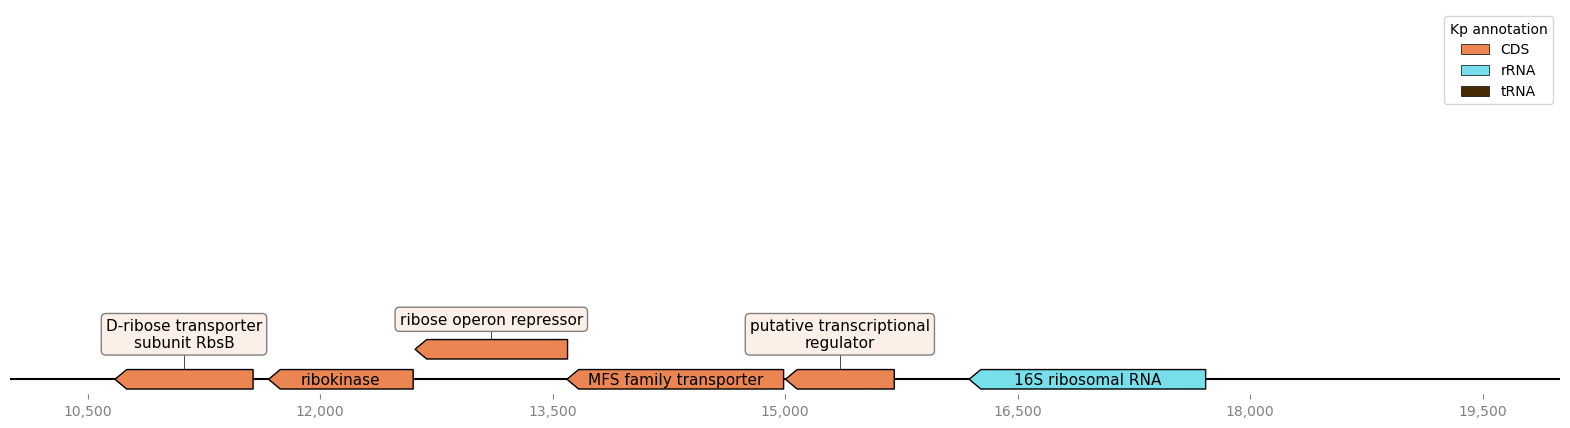 Kp annotation
CDS
rRNA
tRNA
ribose operon repressor
D-ribose transporter
subunit RbsB
putative transcriptional
regulator
ribokinase
MFS family transporter
16S ribosomal RNA
10,500
12,000
13,500
15,000
16,500
18,000
19,500